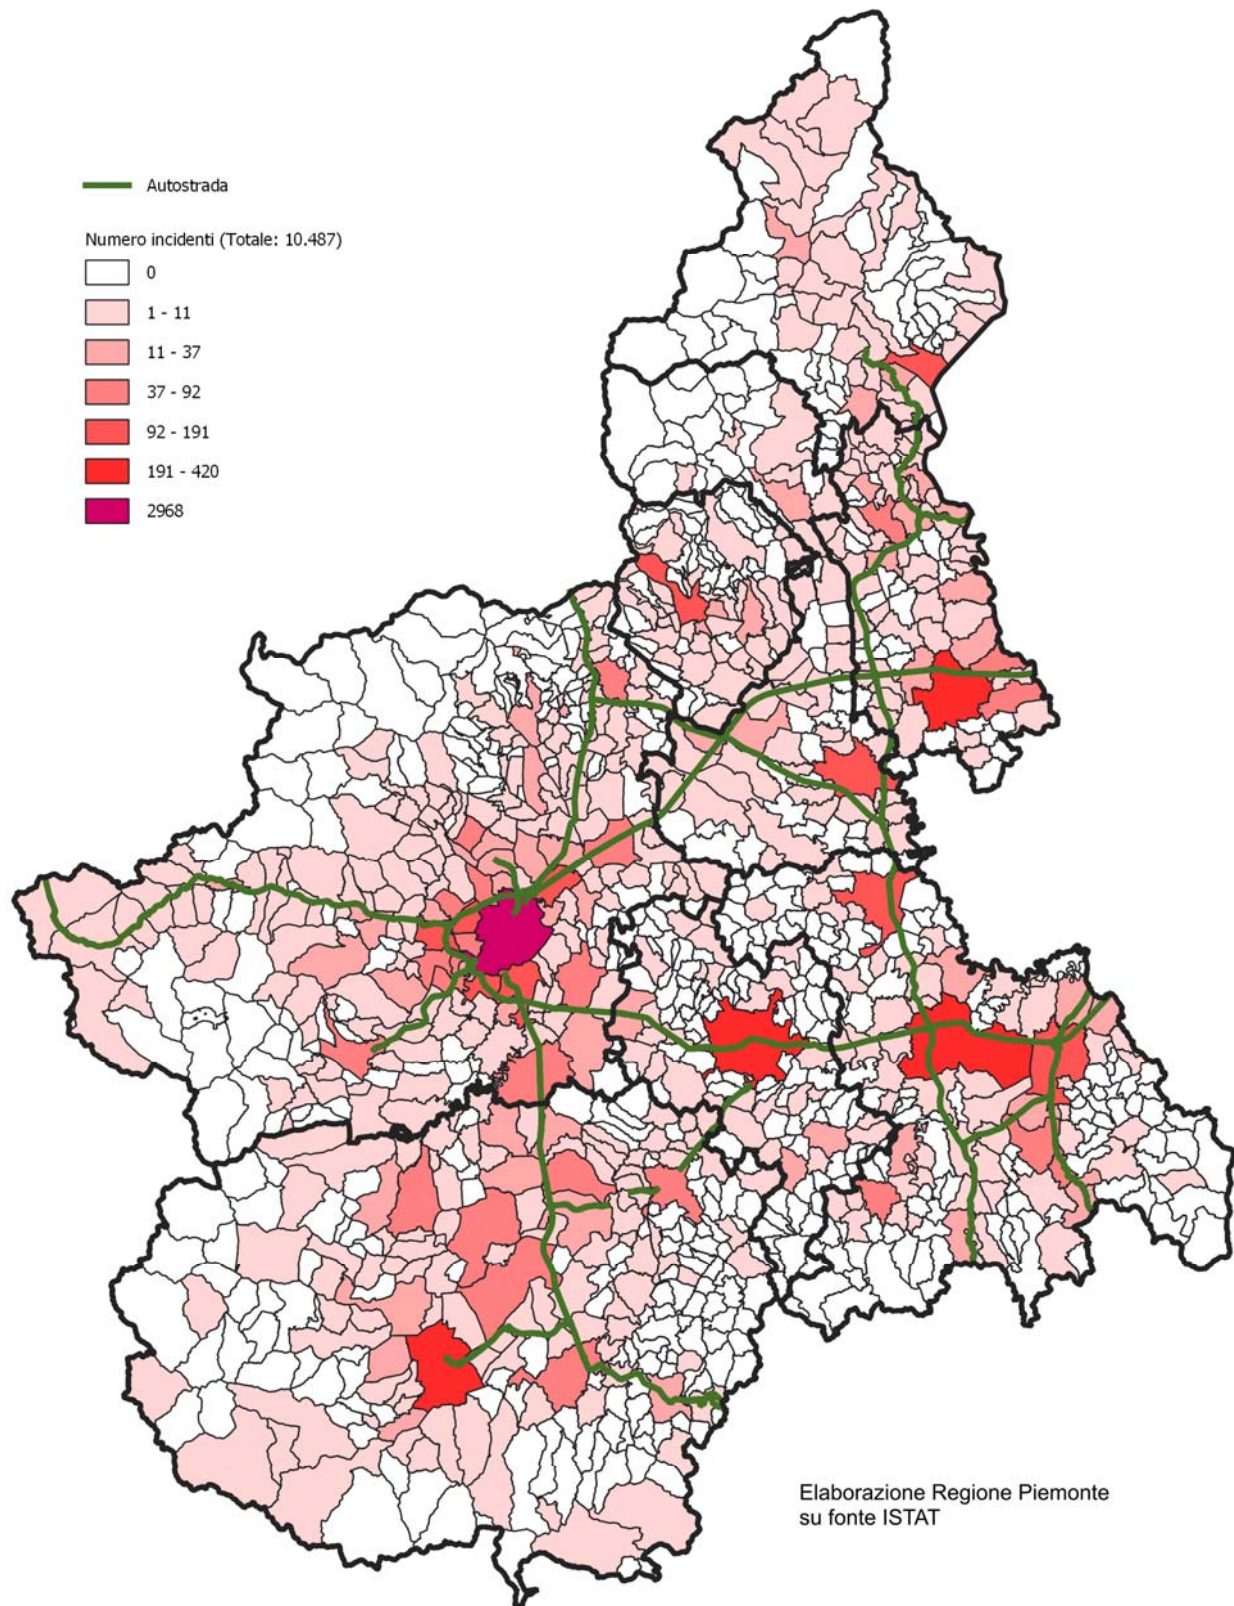 Autostrada
Numero incidenti (Totale: 10.487)
0
1 - 11
11 - 37
37 - 92
92 - 191
191 - 420
2968
Elaborazione Regione Piemonte
su fonte ISTAT